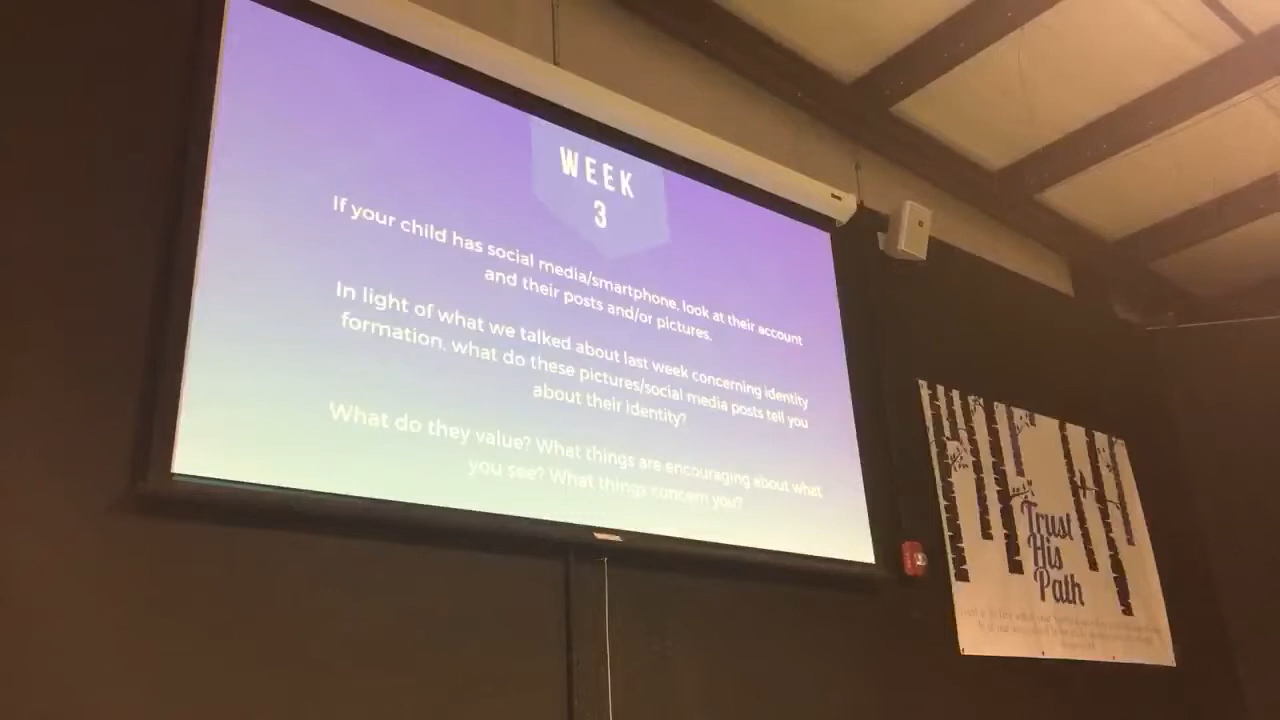 WEEK
3
If your child has social media/smartphone, look at their account
and their posts and/or pictures.
In light of what we talked about last week concerning identity
formation, what do these pictures/social media posts tell you
about their identity?
What do they value? What things are encouraging about what
you see? What things concern you?
Trust
His
Path